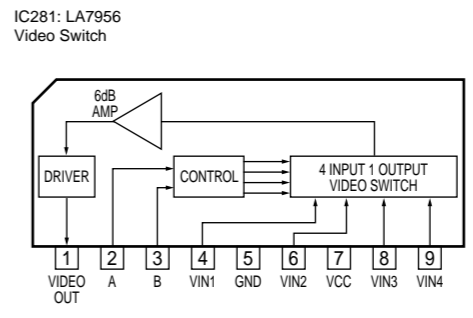 IC281: LA7956
Video Switch
6dB
AMP
DRIVER
CONTROL
4 INPUT 1 OUTPUT
VIDEO SWITCH
1 2 3 4 5 6 7 8 9
VIDEO A B VIN1 GND VIN2 VCC VIN3 VIN4
OUT